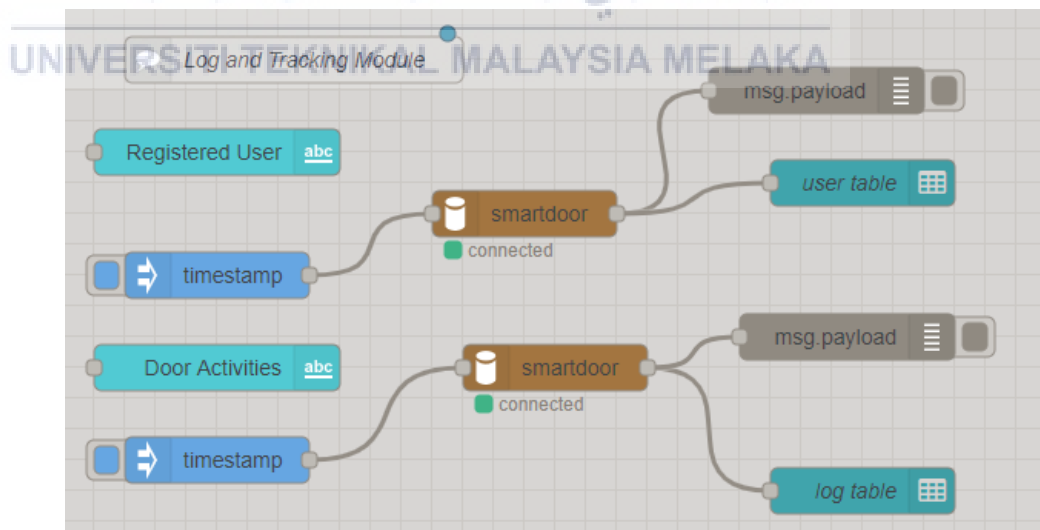 UNIVERSITI TEKNIKAL MALAYSIA MELAKA
Log and Tracking Module
msg.payload
Registered User abc
user table
smartdoor
connected
timestamp
msg.payload
Door Activities abc
smartdoor
connected
timestamp
log table